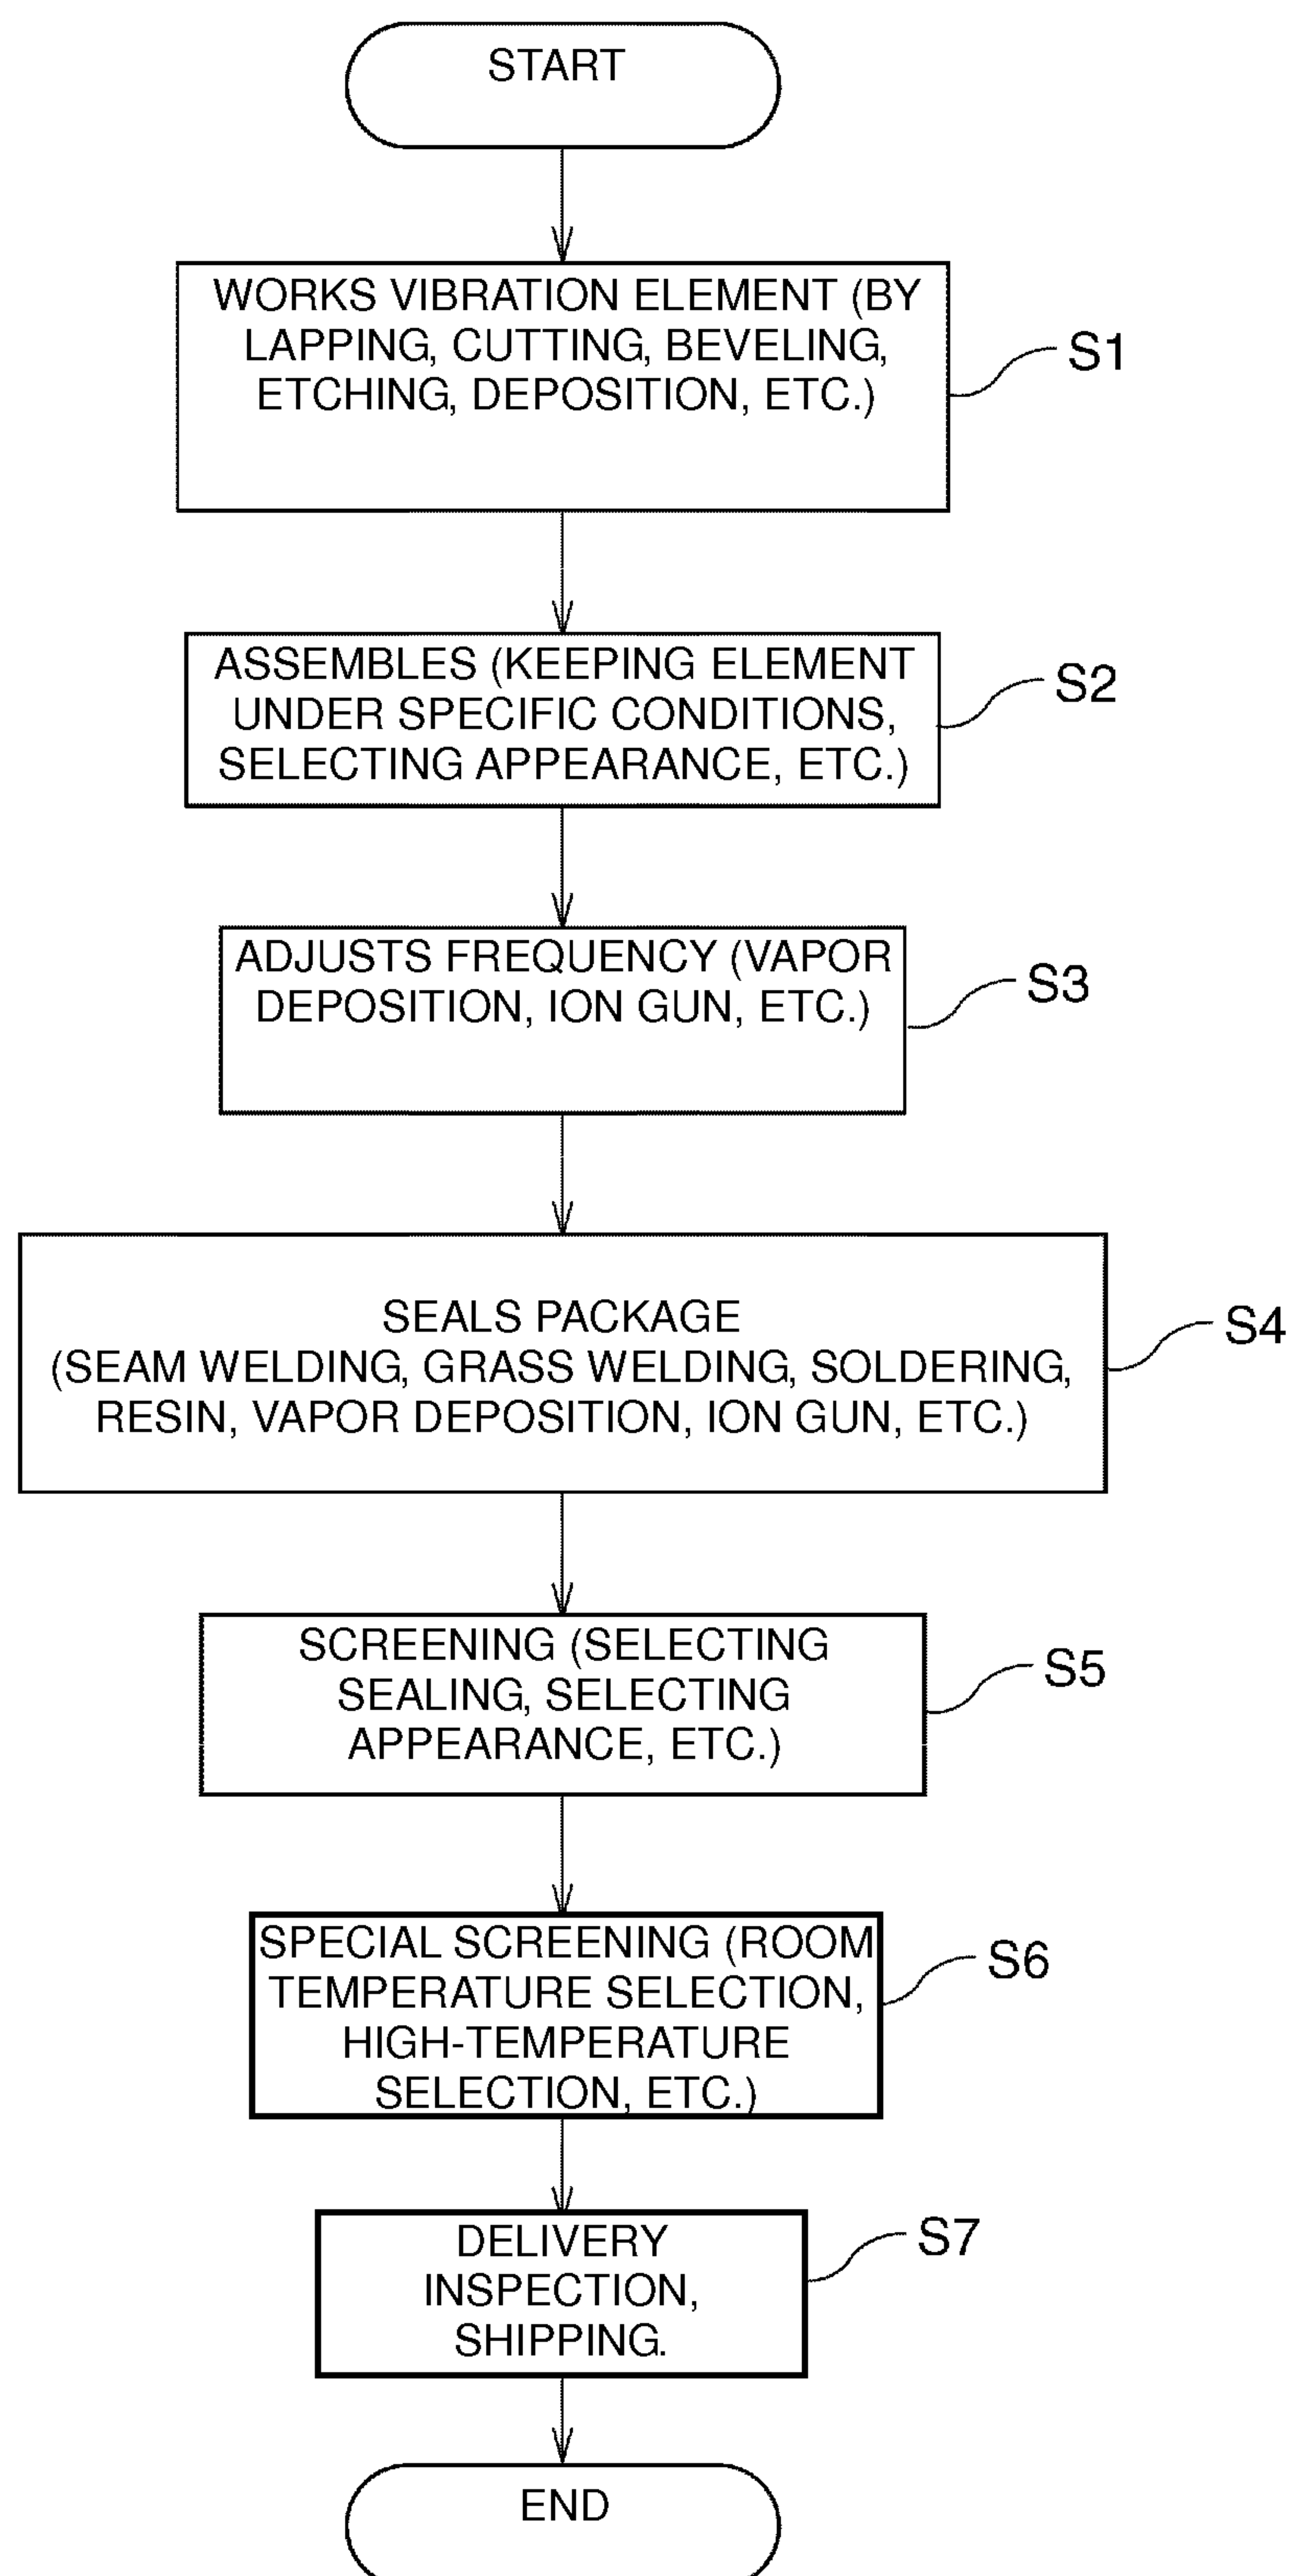 START
WORKS VIBRATION ELEMENT (BY
LAPPING, CUTTING, BEVELING,
ETCHING, DEPOSITION, ETC.)
S1
ASSEMBLES (KEEPING ELEMENT
UNDER SPECIFIC CONDITIONS,
SELECTING APPEARANCE, ETC.)
S2
ADJUSTS FREQUENCY (VAPOR
DEPOSITION, ION GUN, ETC.)
S3
SEALS PACKAGE
(SEAM WELDING, GRASS WELDING, SOLDERING,
RESIN, VAPOR DEPOSITION, ION GUN, ETC.)
S4
SCREENING (SELECTING
SEALING, SELECTING
APPEARANCE, ETC.)
S5
SPECIAL SCREENING (ROOM
TEMPERATURE SELECTION,
HIGH-TEMPERATURE
SELECTION, ETC.)
S6
DELIVERY
INSPECTION,
SHIPPING.
S7
END